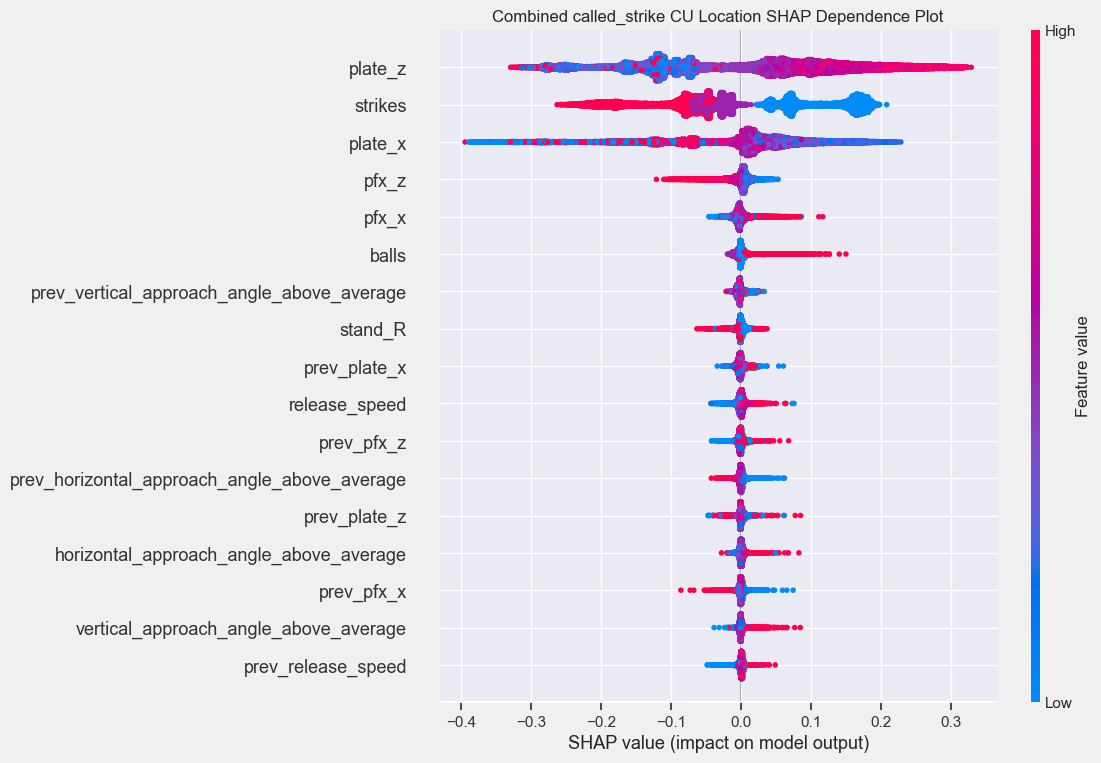 Combined called_strike CU Location SHAP Dependence Plot
High
plate_z
strikes
plate_x
pfx_z
pfx_x
balls
prev_vertical_approach_angle_above_average
stand_R
prev_plate_x
release_speed
prev_pfx_z
prev_horizontal_approach_angle_above_average
prev_plate_z
horizontal_approach_angle_above_average
prev_pfx_x
vertical_approach_angle_above_average
prev_release_speed
Feature value
Low
−0.4 −0.3 −0.2 −0.1 0.0 0.1 0.2 0.3
SHAP value (impact on model output)